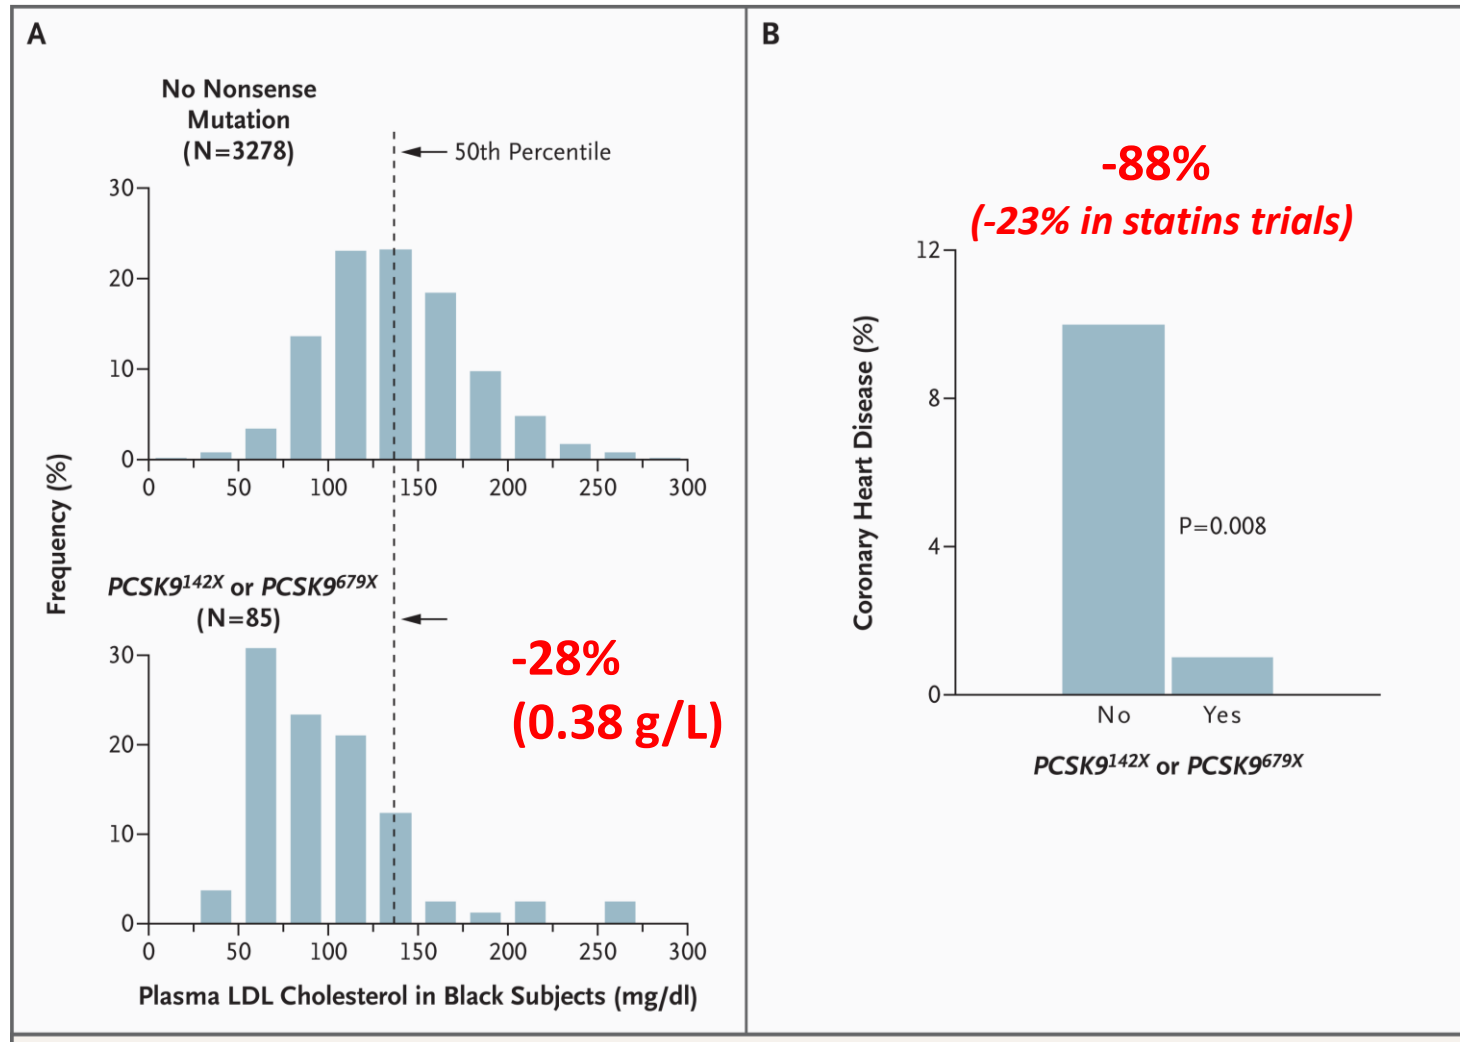 A
No Nonsense
Mutation
(N=3278)
50th Percentile
30
20
10
0
0 50 100 150 200 250 300
Frequency (%)
PCSK9142X or PCSK9679X
(N=85)
-28%
(0.38 g/L)
30
20
10
0
0 50 100 150 200 250 300
Plasma LDL Cholesterol in Black Subjects (mg/dl)
B
-88%
(-23% in statins trials)
12
8
4
0
Coronary Heart Disease (%)
P=0.008
No Yes
PCSK9142X or PCSK9679X